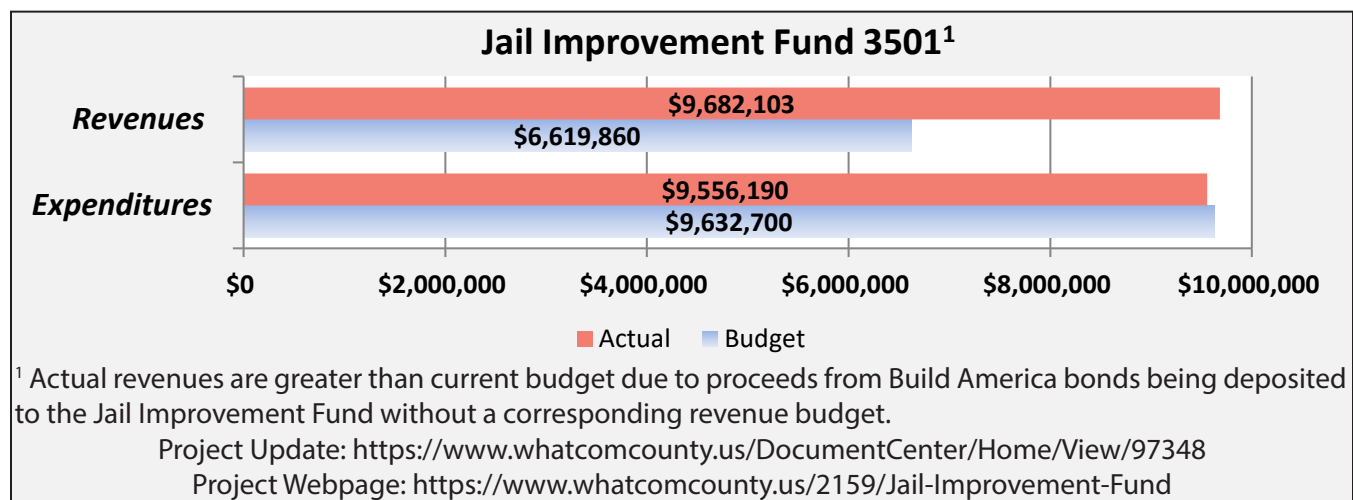 Jail Improvement Fund 3501¹
Revenues
$9,682,103
$6,619,860
Expenditures
$9,556,190
$9,632,700
$0 $2,000,000 $4,000,000 $6,000,000 $8,000,000 $10,000,000
Actual Budget
¹ Actual revenues are greater than current budget due to proceeds from Build America bonds being deposited
to the Jail Improvement Fund without a corresponding revenue budget.
Project Update: https://www.whatcomcounty.us/DocumentCenter/Home/View/97348
Project Webpage: https://www.whatcomcounty.us/2159/Jail-Improvement-Fund